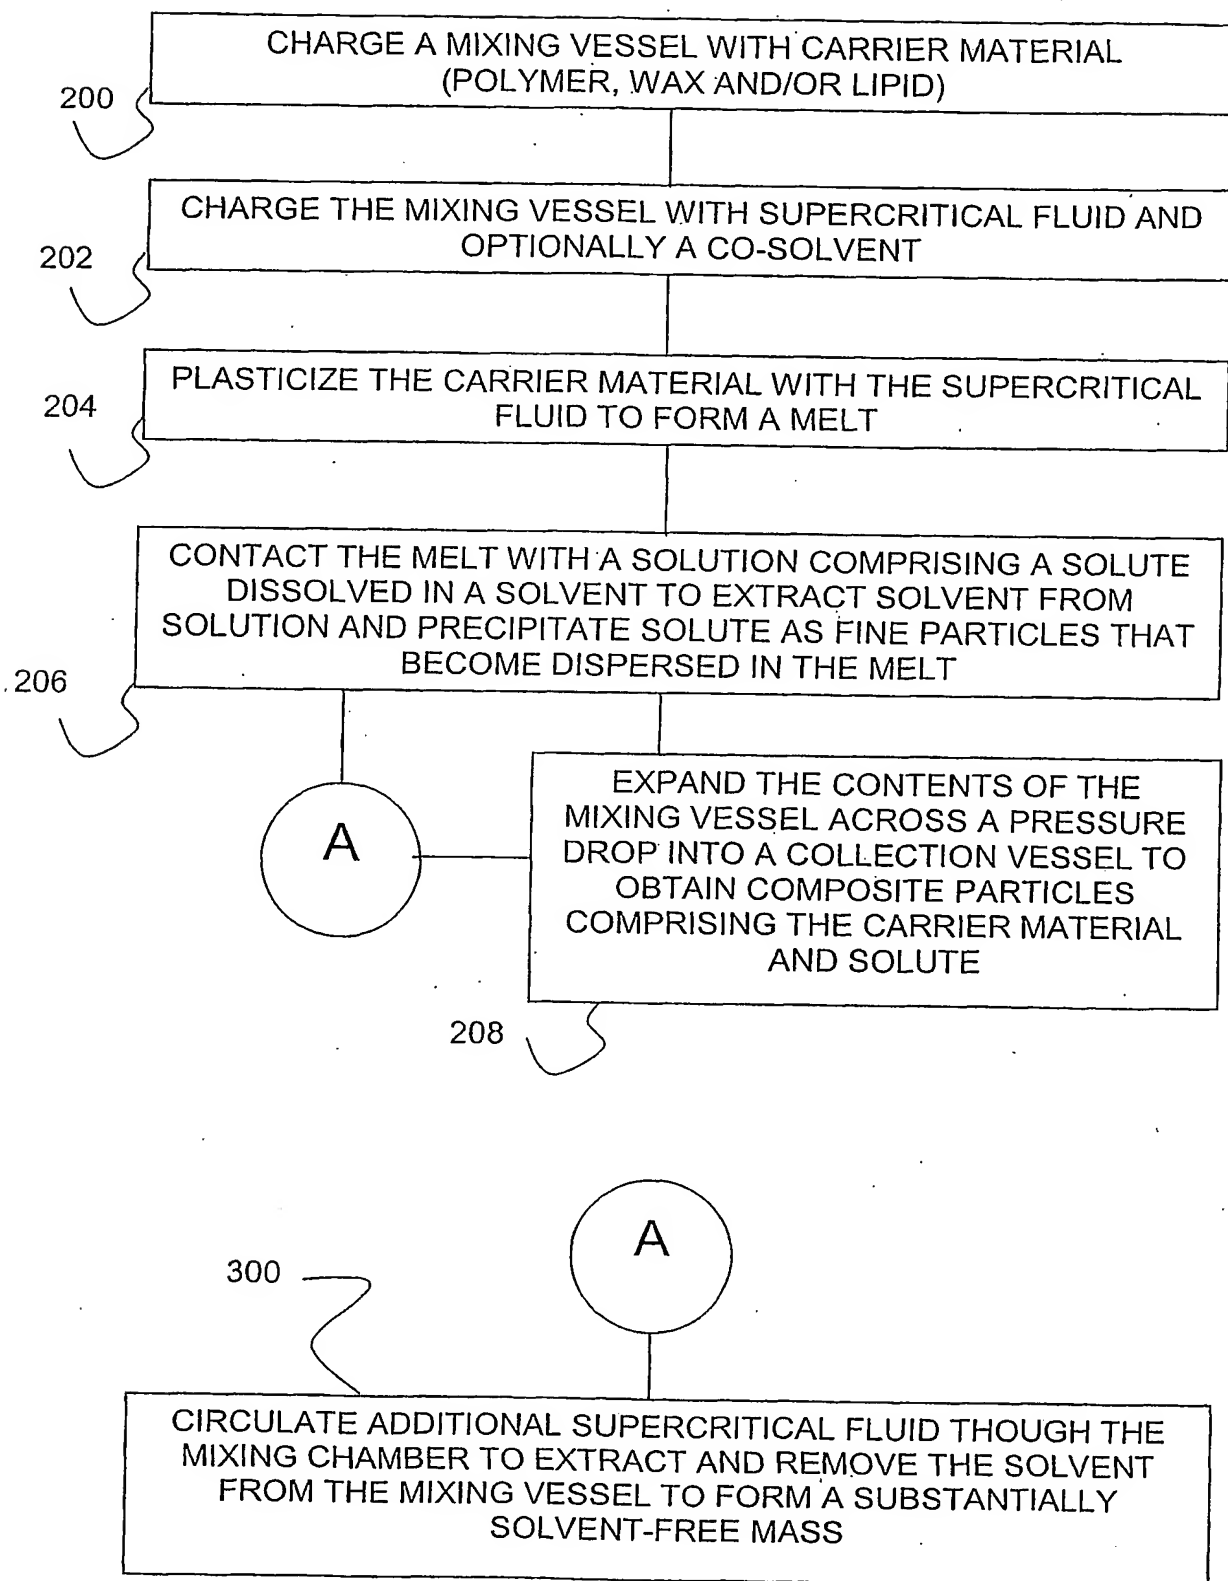 CHARGE A MIXING VESSEL WITH CARRIER MATERIAL
(POLYMER, WAX AND/OR LIPID)
200
CHARGE THE MIXING VESSEL WITH SUPERCRITICAL FLUID AND
OPTIONALLY A CO-SOLVENT
202
PLASTICIZE THE CARRIER MATERIAL WITH THE SUPERCRITICAL
FLUID TO FORM A MELT
204
CONTACT THE MELT WITH A SOLUTION COMPRISING A SOLUTE
DISSOLVED IN A SOLVENT TO EXTRACT SOLVENT FROM
SOLUTION AND PRECIPITATE SOLUTE AS FINE PARTICLES THAT
BECOME DISPERSED IN THE MELT
206
A
EXPAND THE CONTENTS OF THE
MIXING VESSEL ACROSS A PRESSURE
DROP INTO A COLLECTION VESSEL TO
OBTAIN COMPOSITE PARTICLES
COMPRISING THE CARRIER MATERIAL
AND SOLUTE
208
A
300
CIRCULATE ADDITIONAL SUPERCRITICAL FLUID THOUGH THE
MIXING CHAMBER TO EXTRACT AND REMOVE THE SOLVENT
FROM THE MIXING VESSEL TO FORM A SUBSTANTIALLY
SOLVENT-FREE MASS